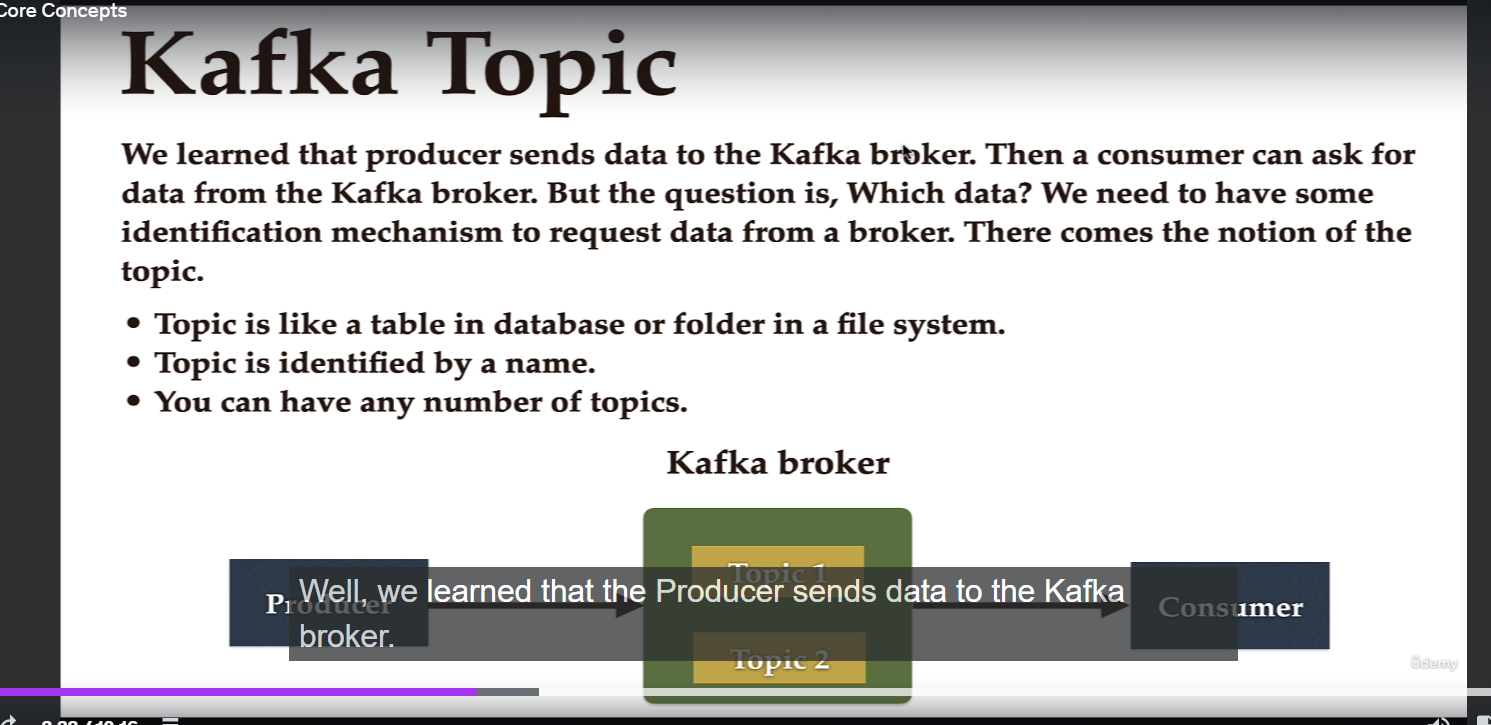 Core Concepts
Kafka Topic
We learned that producer sends data to the Kafka broker. Then a consumer can ask for
data from the Kafka broker. But the question is, Which data? We need to have some
identification mechanism to request data from a broker. There comes the notion of the
topic.
• Topic is like a table in database or folder in a file system.
• Topic is identified by a name.
• You can have any number of topics.
Kafka broker
Topic 1
Producer
Well, we learned that the Producer sends data to the Kafka
broker.
Consumer
Topic 2
ûdemy